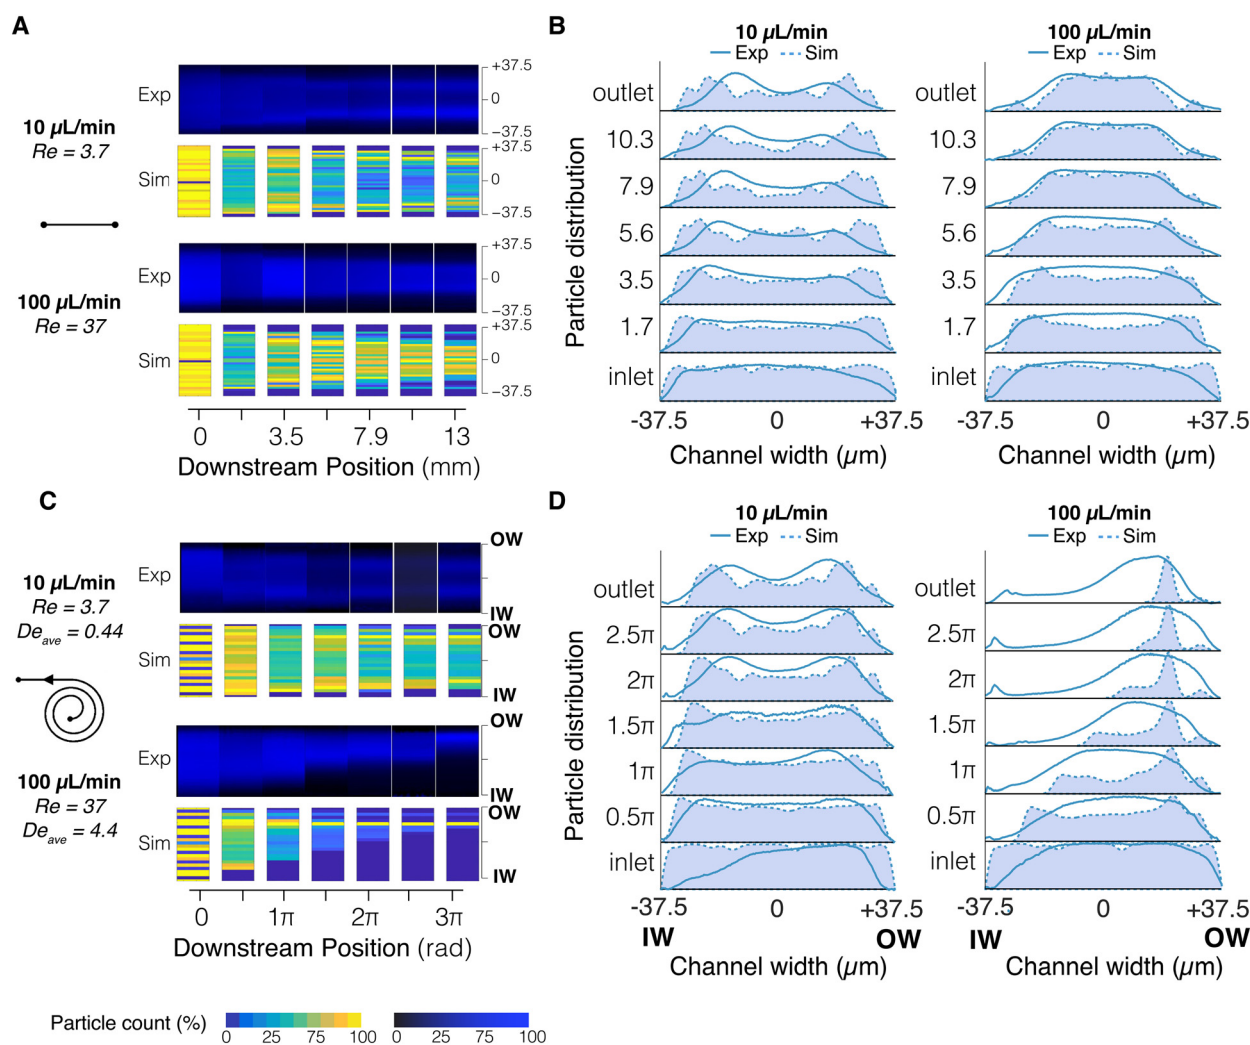 A
Exp
10 µL/min
Re = 3.7
Sim
+37.5
0
−37.5
+37.5
0
−37.5
Exp
100 µL/min
Re = 37
Sim
+37.5
0
−37.5
+37.5
0
−37.5
0 3.5 7.9 13
Downstream Position (mm)
B
10 µL/min
Exp Sim
100 µL/min
Exp Sim
Particle distribution
outlet
10.3
7.9
5.6
3.5
1.7
inlet
-37.5 0 +37.5
Channel width (µm)
outlet
10.3
7.9
5.6
3.5
1.7
inlet
-37.5 0 +37.5
Channel width (µm)
C
Exp
10 µL/min
Re = 3.7
De ave = 0.44
Sim
OW
IW
OW
IW
Exp
100 µL/min
Re = 37
De ave = 4.4
Sim
OW
IW
OW
IW
0 1π 2π 3π
Downstream Position (rad)
D
10 µL/min
Exp Sim
100 µL/min
Exp Sim
Particle distribution
outlet
2.5π
2π
1.5π
1π
0.5π
inlet
-37.5 0 +37.5
IW OW
Channel width (µm)
outlet
2.5π
2π
1.5π
1π
0.5π
inlet
-37.5 0 +37.5
IW OW
Channel width (µm)
Particle count (%)
0 25 75 100
0 25 75 100